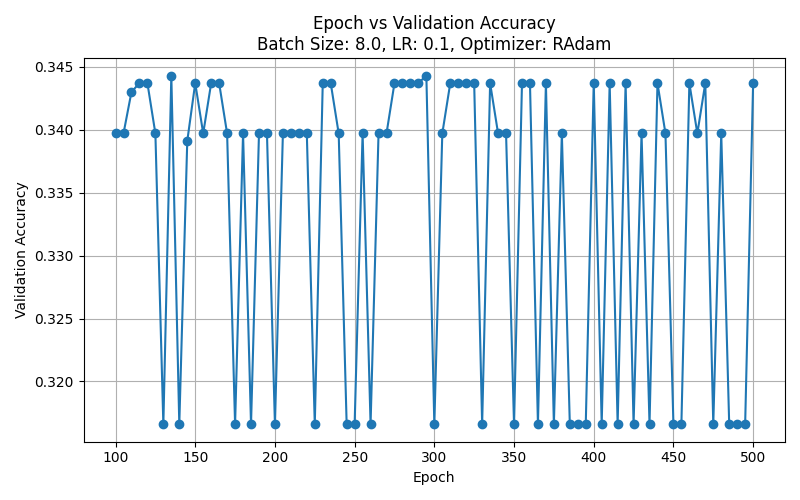 Epoch vs Validation Accuracy
Batch Size: 8.0, LR: 0.1, Optimizer: RAdam
Validation Accuracy
0.345
0.340
0.335
0.330
0.325
0.320
100 150 200 250 300 350 400 450 500
Epoch